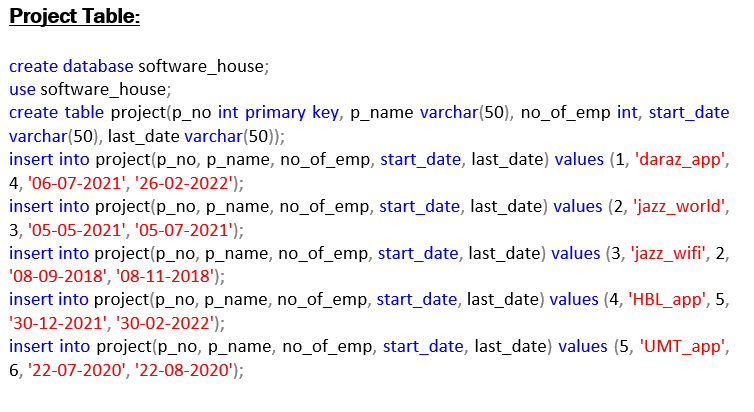 Project Table:
create database software_house;
use software_house;
create table project(p_no int primary key, p_name varchar(50), no_of_emp int, start_date
varchar(50), last_date varchar(50));
insert into project(p_no, p_name, no_of_emp, start_date, last_date) values (1, 'daraz_app',
4, '06-07-2021', '26-02-2022');
insert into project(p_no, p_name, no_of_emp, start_date, last_date) values (2, 'jazz_world',
3, '05-05-2021', '05-07-2021');
insert into project(p_no, p_name, no_of_emp, start_date, last_date) values (3, 'jazz_wifi', 2,
'08-09-2018', '08-11-2018');
insert into project(p_no, p_name, no_of_emp, start_date, last_date) values (4, 'HBL_app', 5,
'30-12-2021', '30-02-2022');
insert into project(p_no, p_name, no_of_emp, start_date, last_date) values (5, 'UMT_app',
6, '22-07-2020', '22-08-2020');